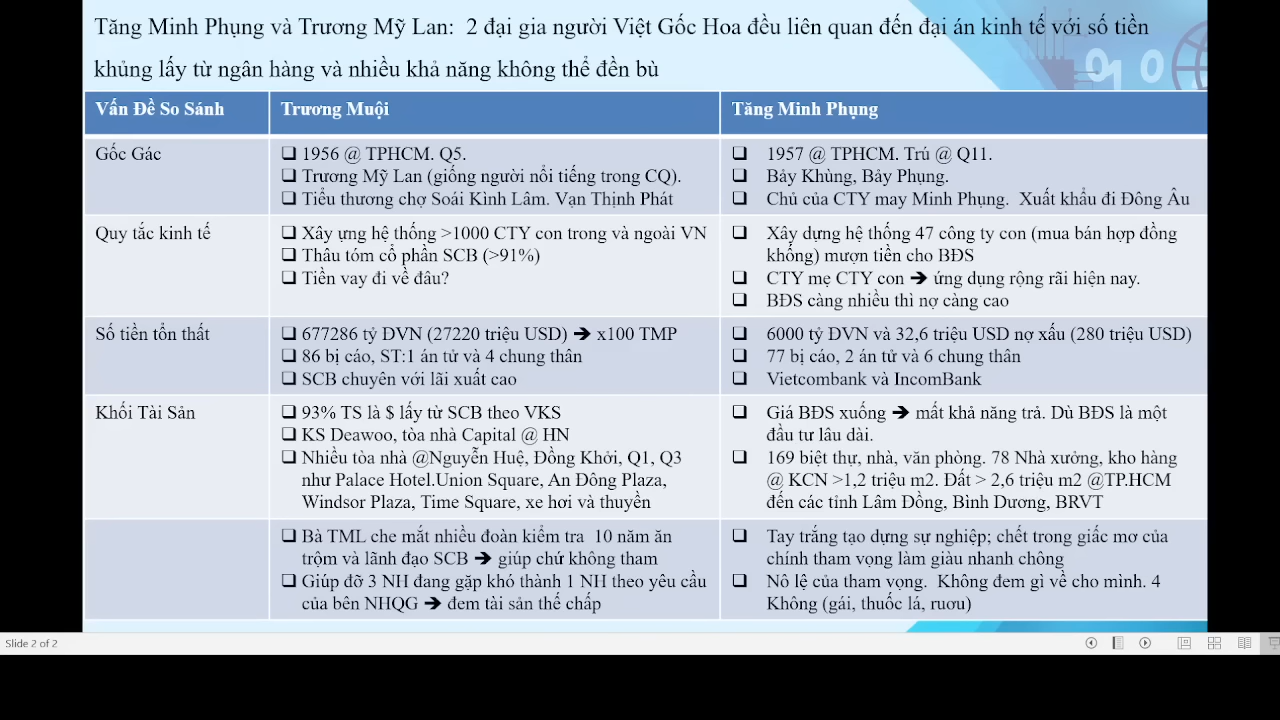 Tăng Minh Phụng và Trương Mỹ Lan: 2 đại gia người Việt Gốc Hoa đều liên quan đến đại án kinh tế với số tiền
khủng lấy từ ngân hàng và nhiều khả năng không thể đền bù
Vấn Đề So Sánh
Trương Muội
Tăng Minh Phụng
Gốc Gác
❑ 1956 @ TPHCM. Q5.
❑ Trương Mỹ Lan (giống người nổi tiếng trong CQ).
❑ Tiểu thương chợ Soái Kình Lâm. Vạn Thịnh Phát
❑ 1957 @ TPHCM. Trú @ Q11.
❑ Bảy Khùng, Bảy Phụng.
❑ Chủ của CTY may Minh Phụng. Xuất khẩu đi Đông Âu
Quy tắc kinh tế
❑ Xây ựng hệ thống >1000 CTY con trong và ngoài VN
❑ Thâu tóm cổ phần SCB (>91%)
❑ Tiền vay đi về đâu?
❑ Xây dựng hệ thống 47 công ty con (mua bán hợp đồng
khống) mượn tiền cho BĐS
❑ CTY mẹ CTY con ➔ ứng dụng rộng rãi hiện nay.
❑ BĐS càng nhiều thì nợ càng cao
Số tiền tổn thất
❑ 677286 tỷ ĐVN (27220 triệu USD) ➔ x100 TMP
❑ 86 bị cáo, ST:1 án tử và 4 chung thân
❑ SCB chuyên với lãi xuất cao
❑ 6000 tỷ ĐVN và 32,6 triệu USD nợ xấu (280 triệu USD)
❑ 77 bị cáo, 2 án tử và 6 chung thân
❑ Vietcombank và IncomBank
Khối Tài Sản
❑ 93% TS là $ lấy từ SCB theo VKS
❑ KS Deawoo, tòa nhà Capital @ HN
❑ Nhiều tòa nhà @Nguyễn Huệ, Đồng Khởi, Q1, Q3
như Palace Hotel.Union Square, An Đông Plaza,
Windsor Plaza, Time Square, xe hơi và thuyền
❑ Giá BĐS xuống ➔ mất khả năng trả. Dù BĐS là một
đầu tư lâu dài.
❑ 169 biệt thự, nhà, văn phòng. 78 Nhà xưởng, kho hàng
@ KCN >1,2 triệu m2. Đất > 2,6 triệu m2 @TP.HCM
đến các tỉnh Lâm Đồng, Bình Dương, BRVT
❑ Bà TML che mắt nhiều đoàn kiểm tra 10 năm ăn
trộm và lãnh đạo SCB ➔ giúp chứ không tham
❑ Giúp đỡ 3 NH đang gặp khó thành 1 NH theo yêu cầu
của bên NHQG ➔ đem tài sản thế chấp
❑ Tay trắng tạo dựng sự nghiệp; chết trong giấc mơ của
chính tham vọng làm giàu nhanh chông
❑ Nô lệ của tham vọng. Không đem gì về cho mình. 4
Không (gái, thuốc lá, ruơu)
Slide 2 of 2